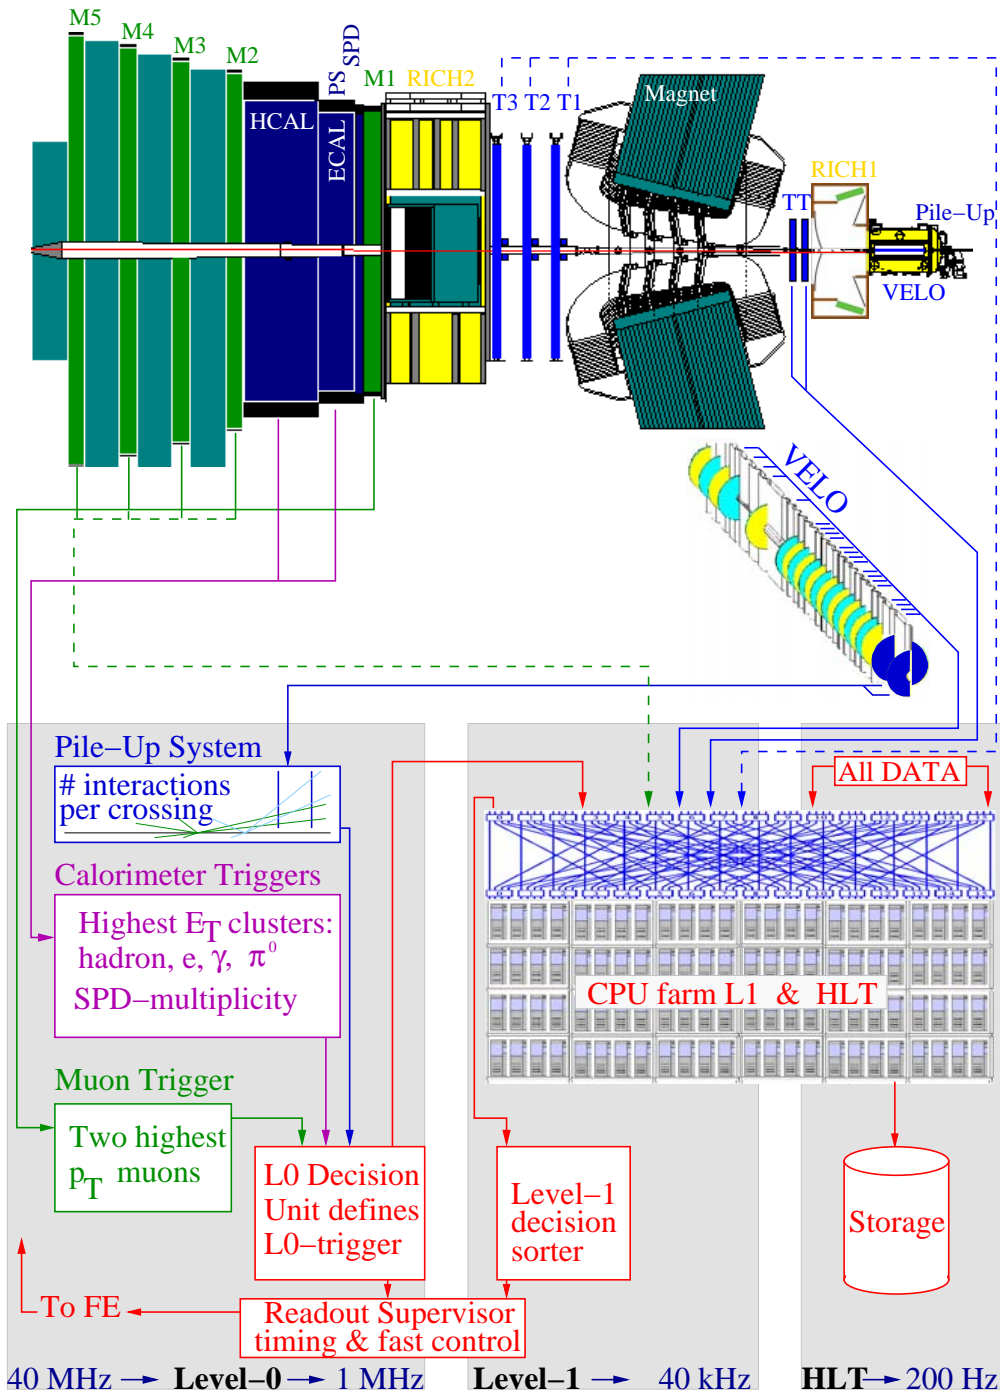 M5
M4
M3
M2
PS
SPD
M1
RICH2
T3
T2
T1
Magnet
HCAL
ECAL
RICH1
TT
Pile-Up
VELO
VELO
Pile-Up System
# interactions
per crossing
Calorimeter Triggers
Highest E_T clusters:
hadron, e, γ, π⁰
SPD-multiplicity
Muon Trigger
Two highest
p_T muons
L0 Decision
Unit defines
L0-trigger
To FE
Readout Supervisor
timing & fast control
All DATA
CPU farm L1 & HLT
Level-1
decision
sorter
Storage
40 MHz → Level-0 → 1 MHz
Level-1 → 40 kHz
HLT → 200 Hz